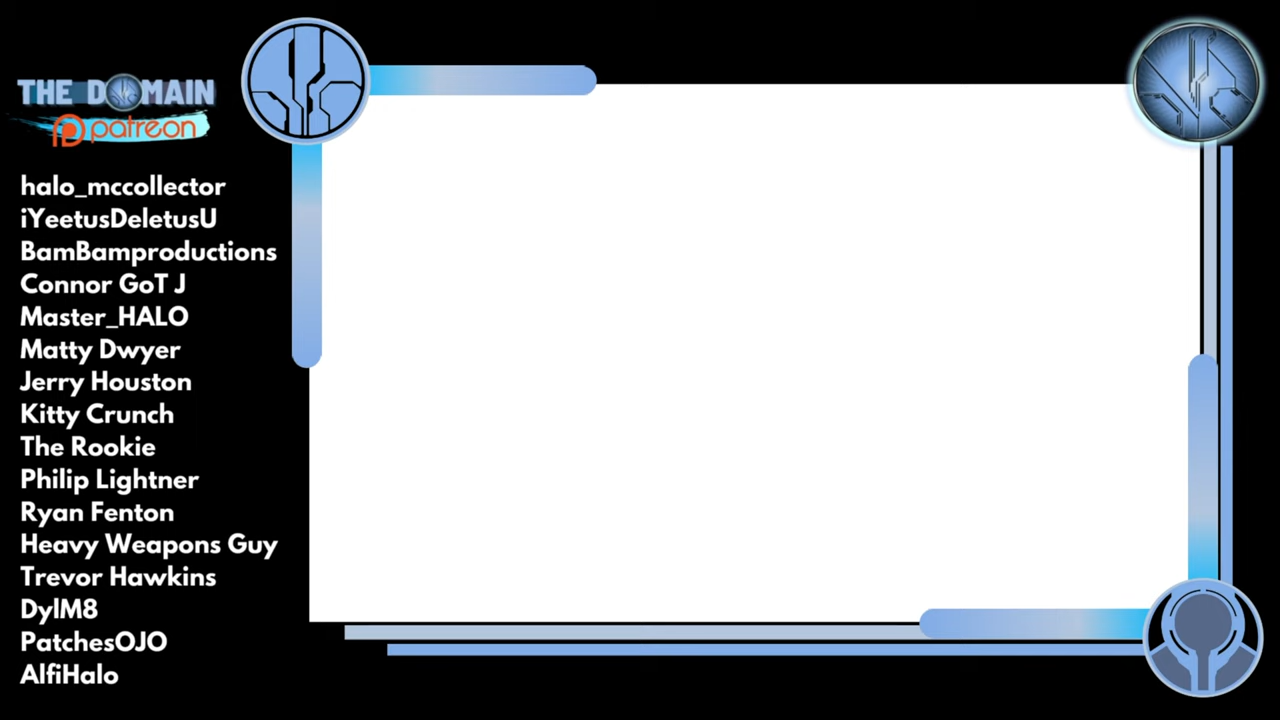 THE DOMAIN
patreon
halo_mccollector
iYeetusDeletusU
BamBamproductions
Connor GoT J
Master_HALO
Matty Dwyer
Jerry Houston
Kitty Crunch
The Rookie
Philip Lightner
Ryan Fenton
Heavy Weapons Guy
Trevor Hawkins
DylM8
PatchesOJO
AlfiHalo